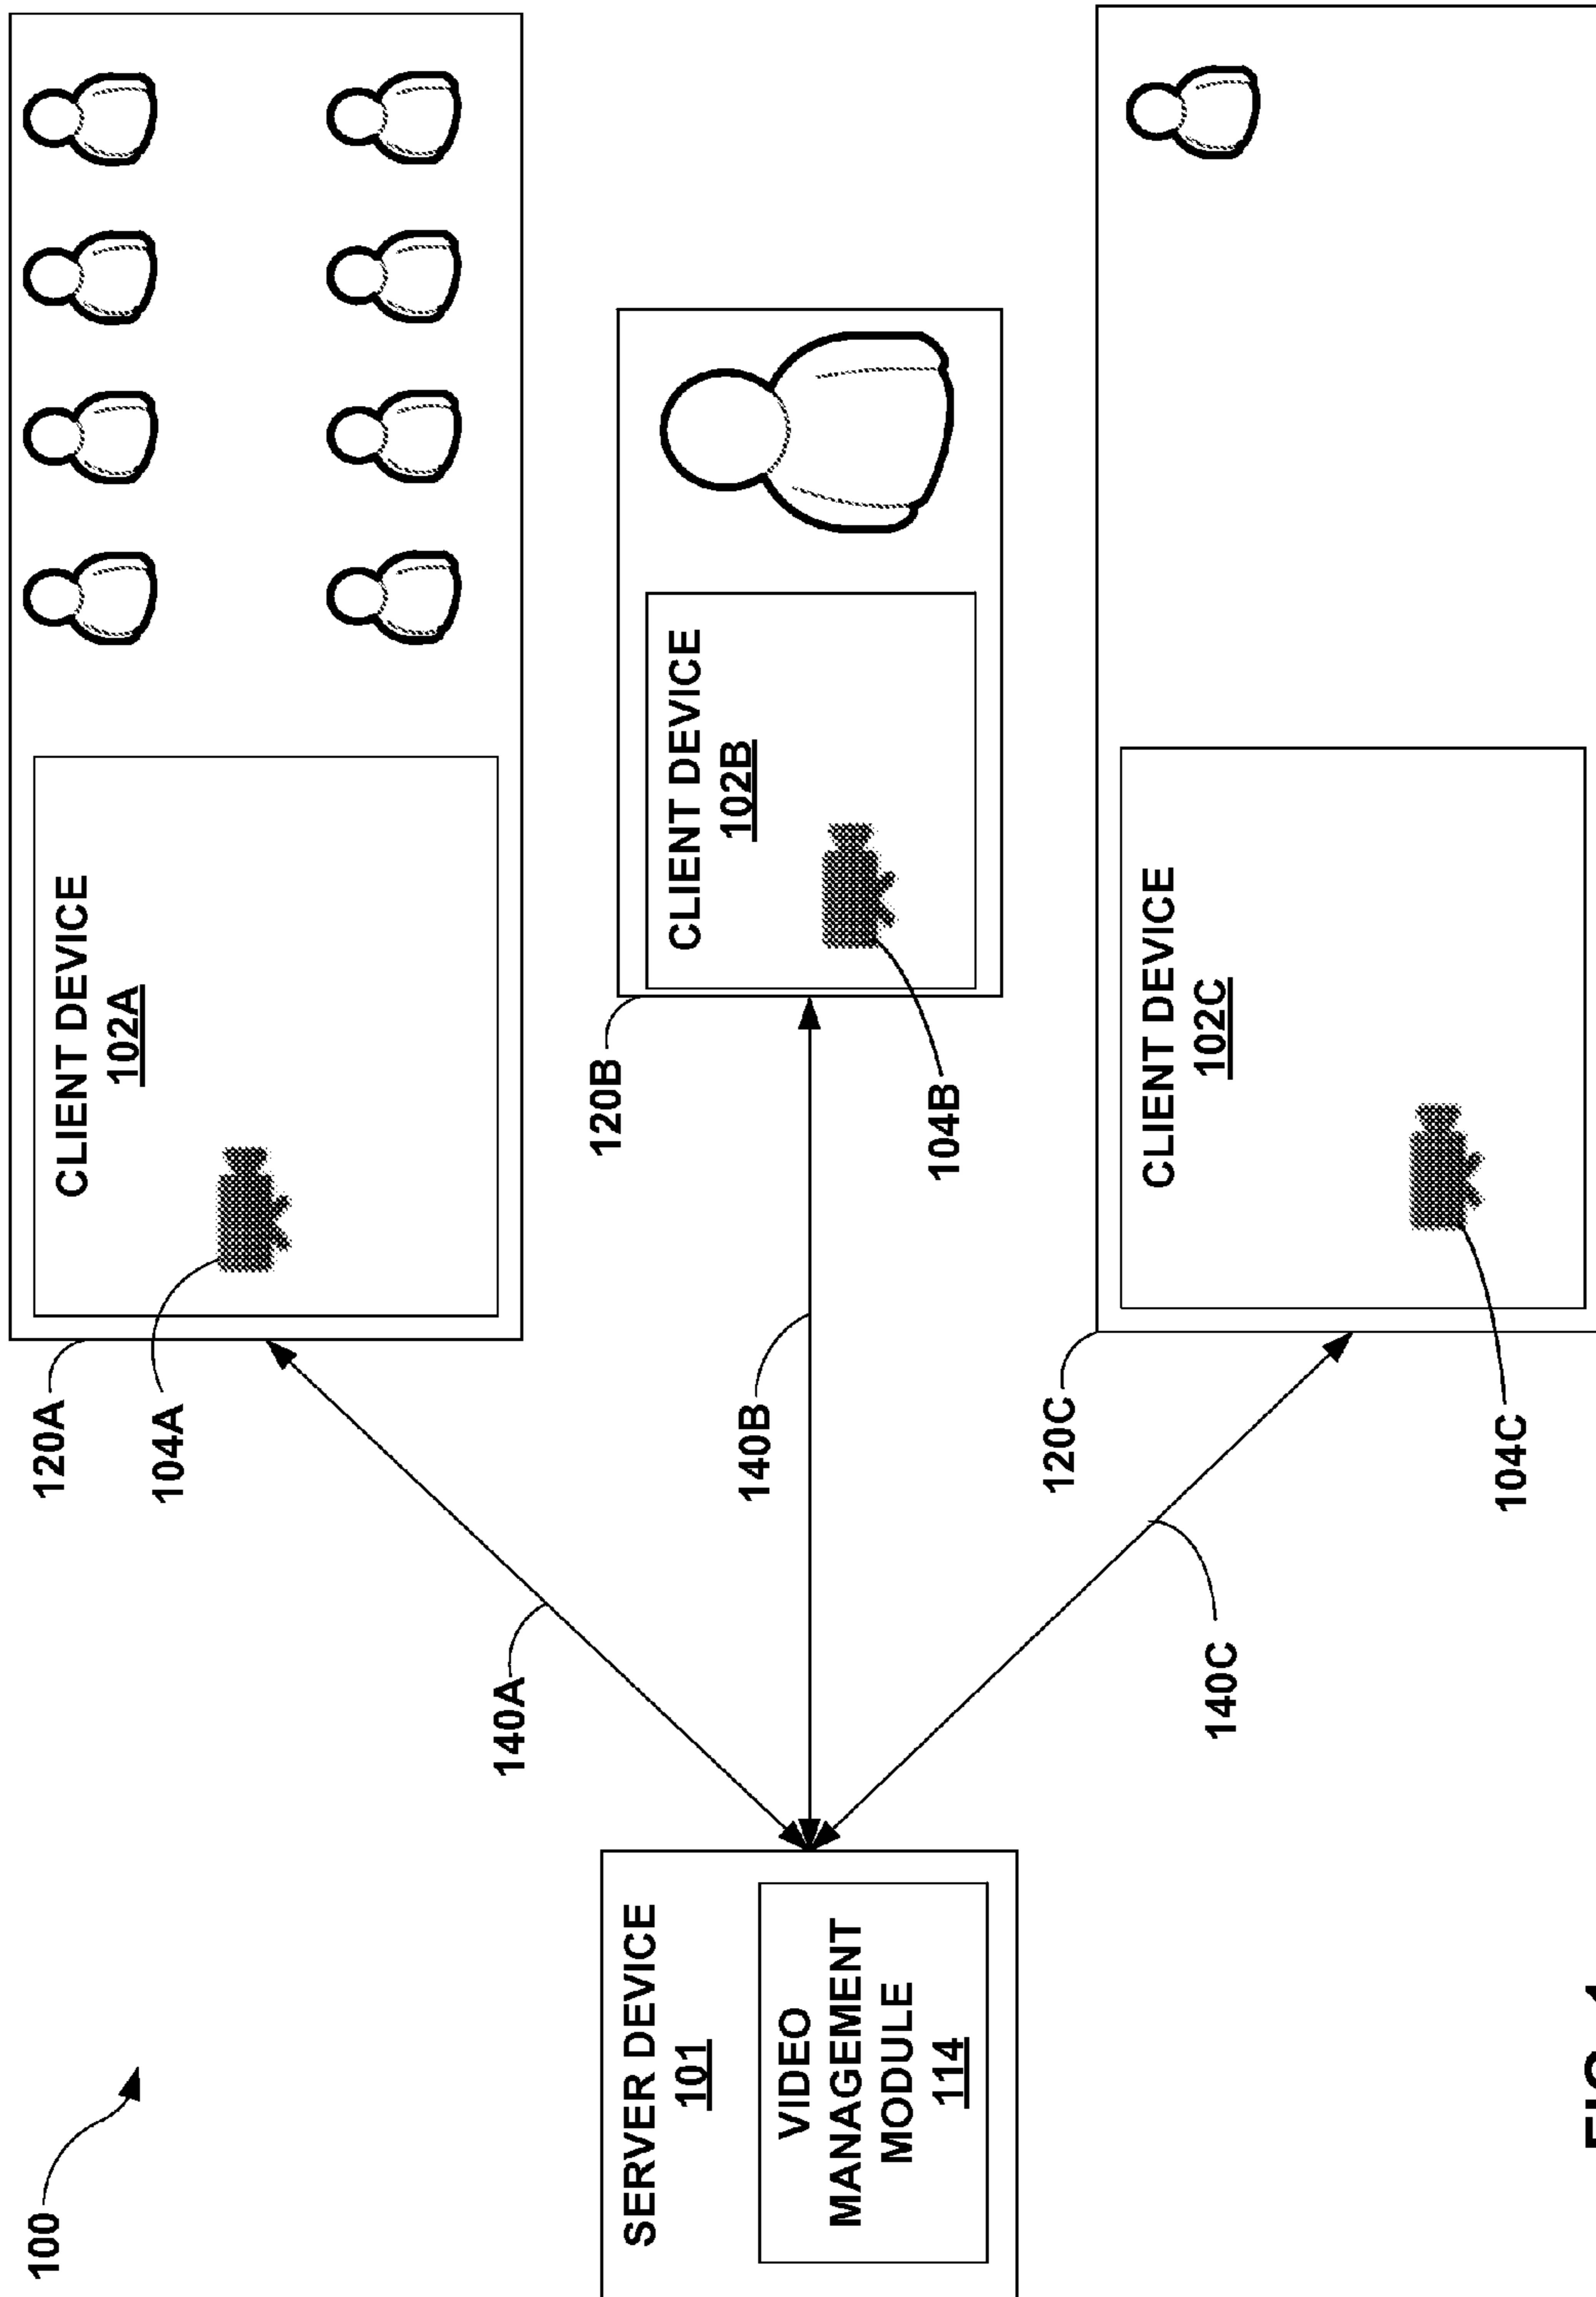 100
SERVER DEVICE
101
VIDEO
MANAGEMENT
MODULE
114
140A
140B
140C
120A
104A
CLIENT DEVICE
102A
120B
104B
CLIENT DEVICE
102B
120C
104C
CLIENT DEVICE
102C